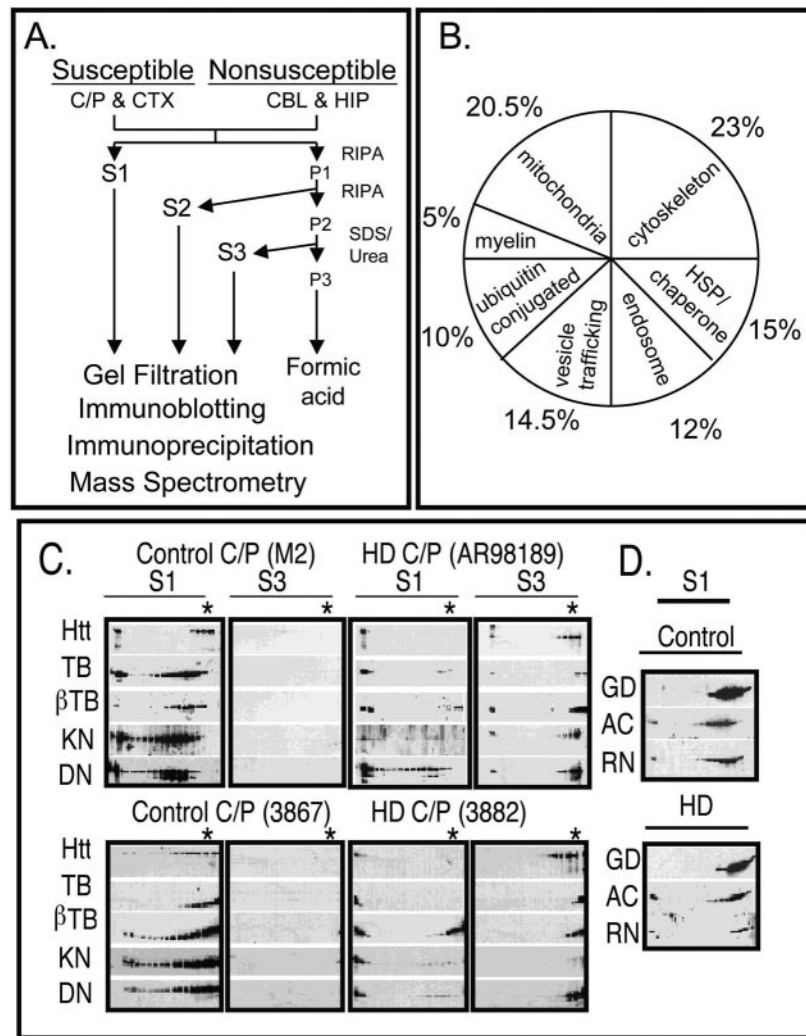 A.
Susceptible Nonsusceptible
C/P & CTX CBL & HIP
RIPA
S1 P1
RIPA
S2
P2
SDS/
Urea
S3
P3
Gel Filtration
Immunoblotting
Immunoprecipitation
Mass Spectrometry
Formic
acid
B.
20.5%
23%
mitochondria
cytoskeleton
5%
myelin
HSP/
chaperone
15%
ubiquitin
conjugated
10%
endosome
12%
vesicle
trafficking
14.5%
C.
Control C/P (M2) HD C/P (AR98189)
S1 S3 S1 S3
* * * *
Htt
TB
βTB
KN
DN
Control C/P (3867) HD C/P (3882)
* * * *
Htt
TB
βTB
KN
DN
D.
S1
Control
GD
AC
RN
HD
GD
AC
RN